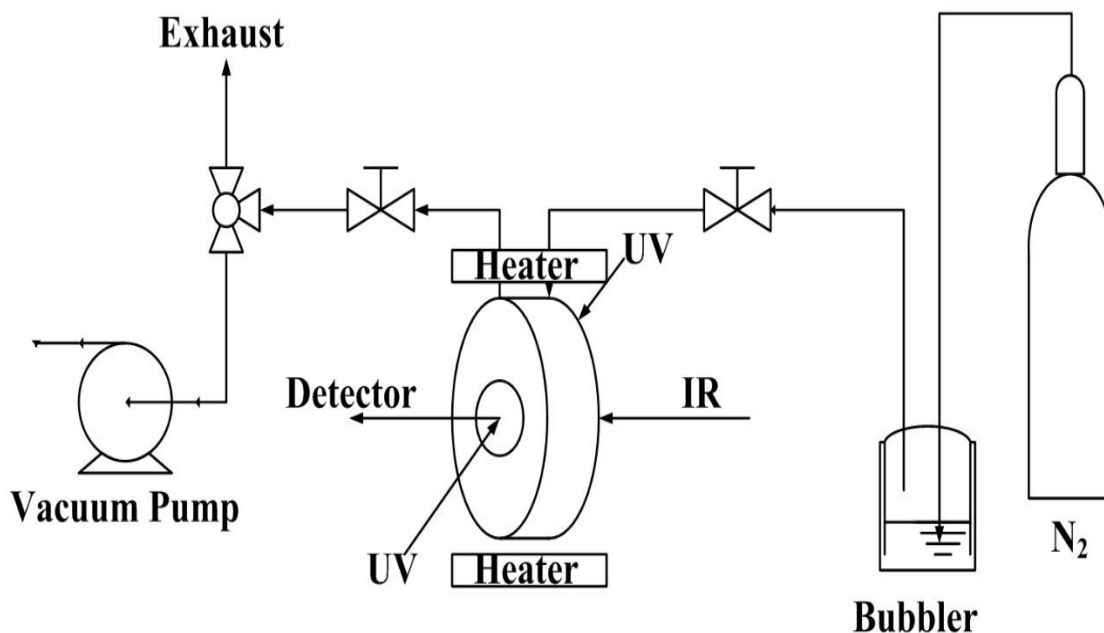 Exhaust
Heater
UV
Detector
IR
Vacuum Pump
UV
Heater
N₂
Bubbler